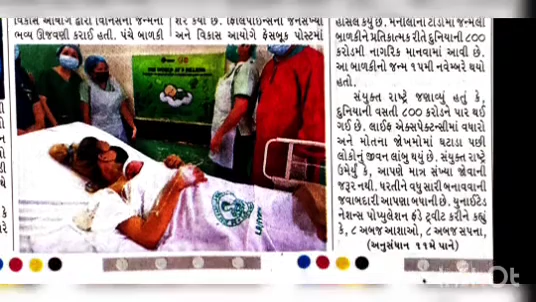 વિકાસ આયોગ દ્વારા વિનિસના જન્મની
ભવ્ય ઉજવણી કરાઈ હતી. પંચે બાળકી
શેર કર્યા છે. ફિલિપાઈન્સના જનસંખ્યા
અને વિકાસ આયોગે ફેસબૂક પોસ્ટમાં
હાંસલ કર્યું છે. મનીલાના ટોંડોમાં જન્મેલી
બાળકીને પ્રતિકાત્મક રીતે દુનિયાની ૮૦૦
કરોડમી નાગરિક માનવામાં આવી છે.
આ બાળકીનો જન્મ ૧૫મી નવેમ્બરે થયો
હતો.
સંયુક્ત રાષ્ટ્રે જણાવ્યું હતું કે,
દુનિયાની વસતી ૮૦૦ કરોડને પાર થઈ
ગઈ છે. લાઈફ એક્સપેક્ટન્સીમાં વધારો
અને મોતના જોખમોમાં ઘટાડા પછી
લોકોનું જીવન લાંબુ થયું છે. સંયુક્ત રાષ્ટ્રે
ઉમેર્યું કે, આપણે માત્ર સંખ્યા જોવાની
જરૂર નથી. ધરતીને વધુ સારી બનાવવાની
જવાબદારી આપણા બધાની છે. યુનાઈટેડ
નેશન્સ પોપ્યુલેશન ફંડે ટ્વીટ કરીને કહ્યું
કે, ૮ અબજ આશાઓ, ૮ અબજ સપના,
(અનુસંધાન ૧૧મે પાને)